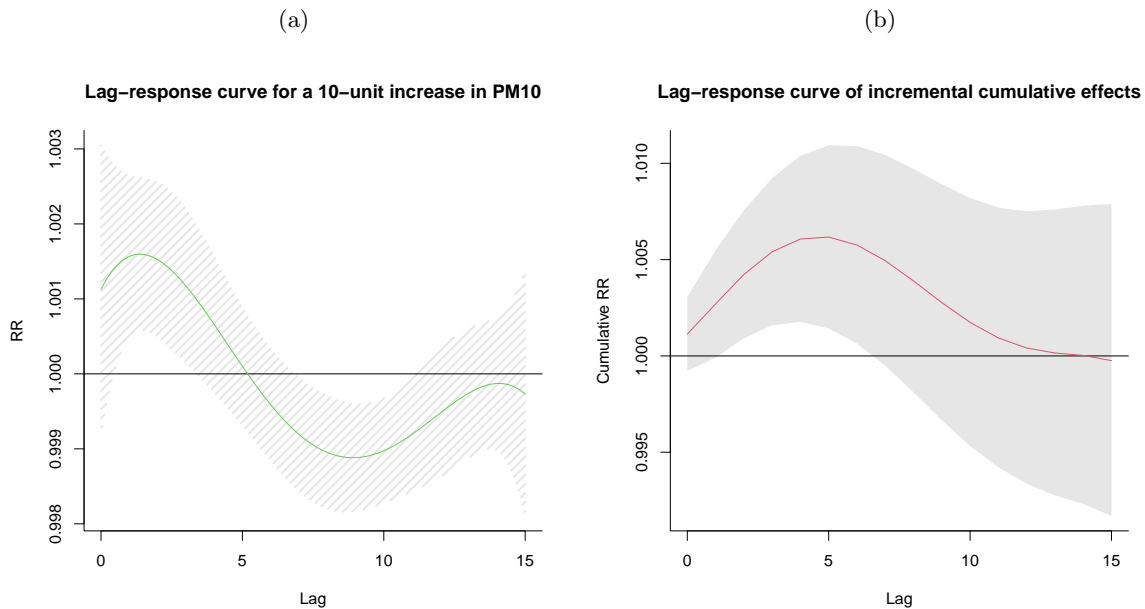 (a)
Lag−response curve for a 10−unit increase in PM10
RR
1.003
1.002
1.001
1.000
0.999
0.998
0 5 10 15
Lag
(b)
Lag−response curve of incremental cumulative effects
Cumulative RR
1.010
1.005
1.000
0.995
0 5 10 15
Lag